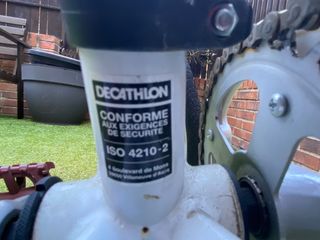 DECATHLON
CONFORME
AUX EXIGENCES
DE SECURITE
ISO 4210-2
4 Boulevard de Mons
59650 Villeneuve d'Ascq